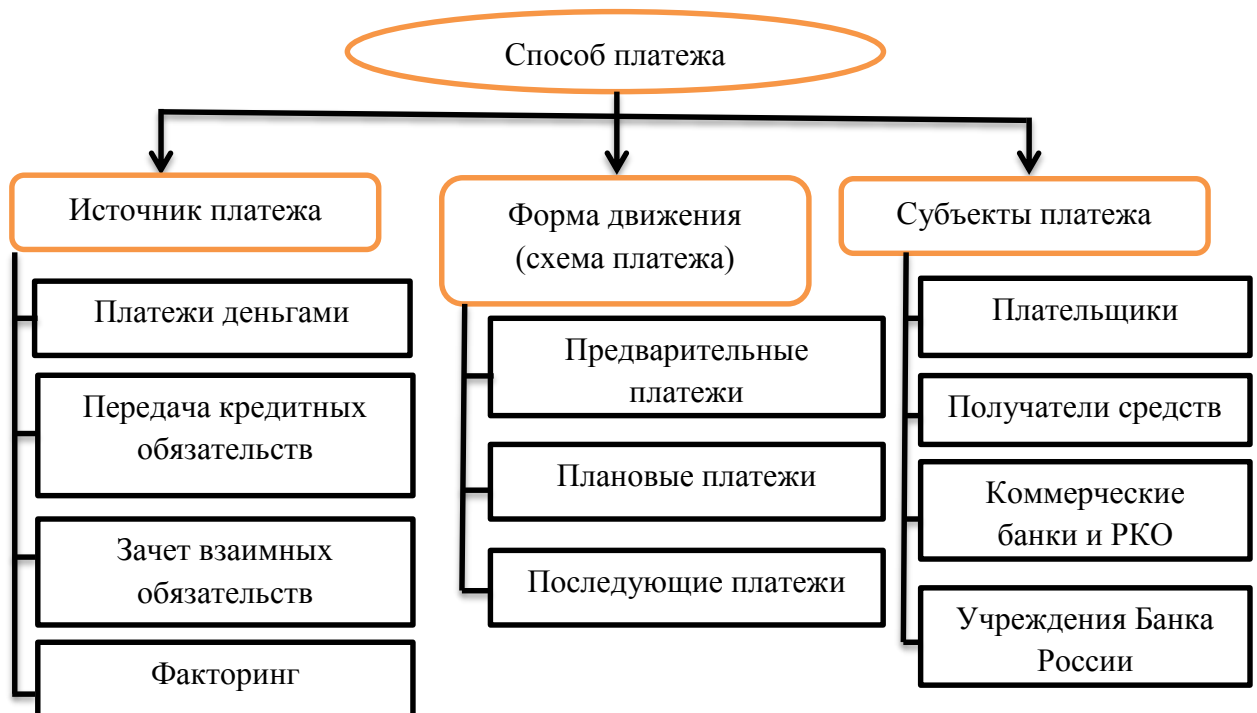 Способ платежа
Источник платежа
Платежи деньгами
Передача кредитных
обязательств
Зачет взаимных
обязательств
Факторинг
Форма движения
(схема платежа)
Предварительные
платежи
Плановые платежи
Последующие платежи
Субъекты платежа
Плательщики
Получатели средств
Коммерческие
банки и РКО
Учреждения Банка
России